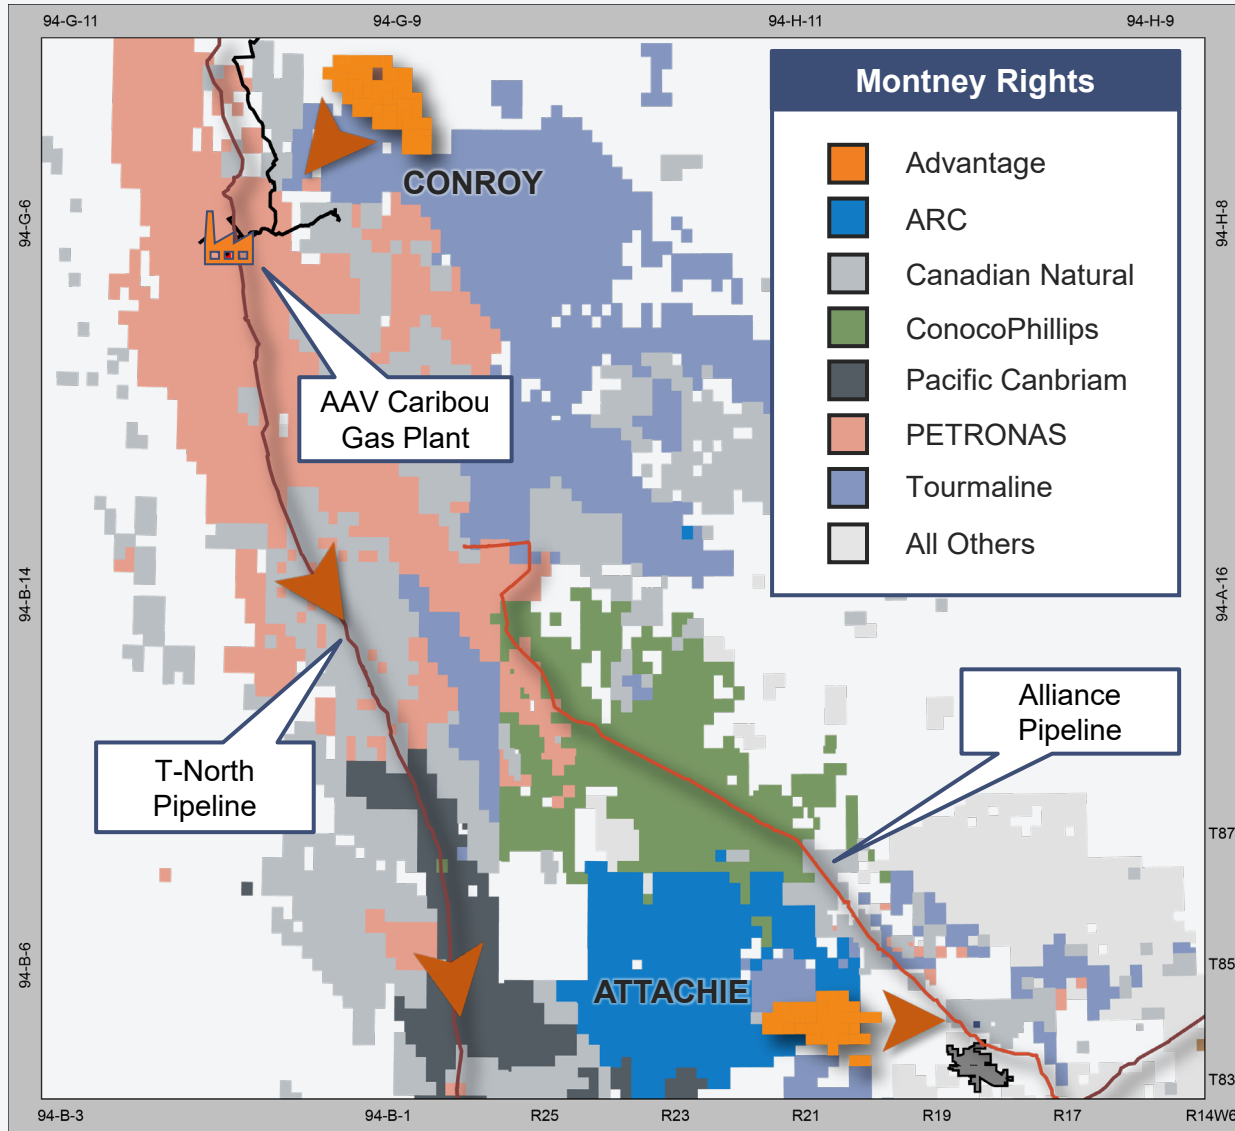 94-G-11
94-G-9
94-H-11
94-H-9
Montney Rights
Advantage
ARC
Canadian Natural
ConocoPhillips
Pacific Canbriam
PETRONAS
Tourmaline
All Others
CONROY
94-G-6
94-H-8
AAV Caribou
Gas Plant
94-B-14
94-A-16
Alliance
Pipeline
T-North
Pipeline
T87
94-B-6
T85
ATTACHIE
T83
94-B-3
94-B-1
R25
R23
R21
R19
R17
R14W6